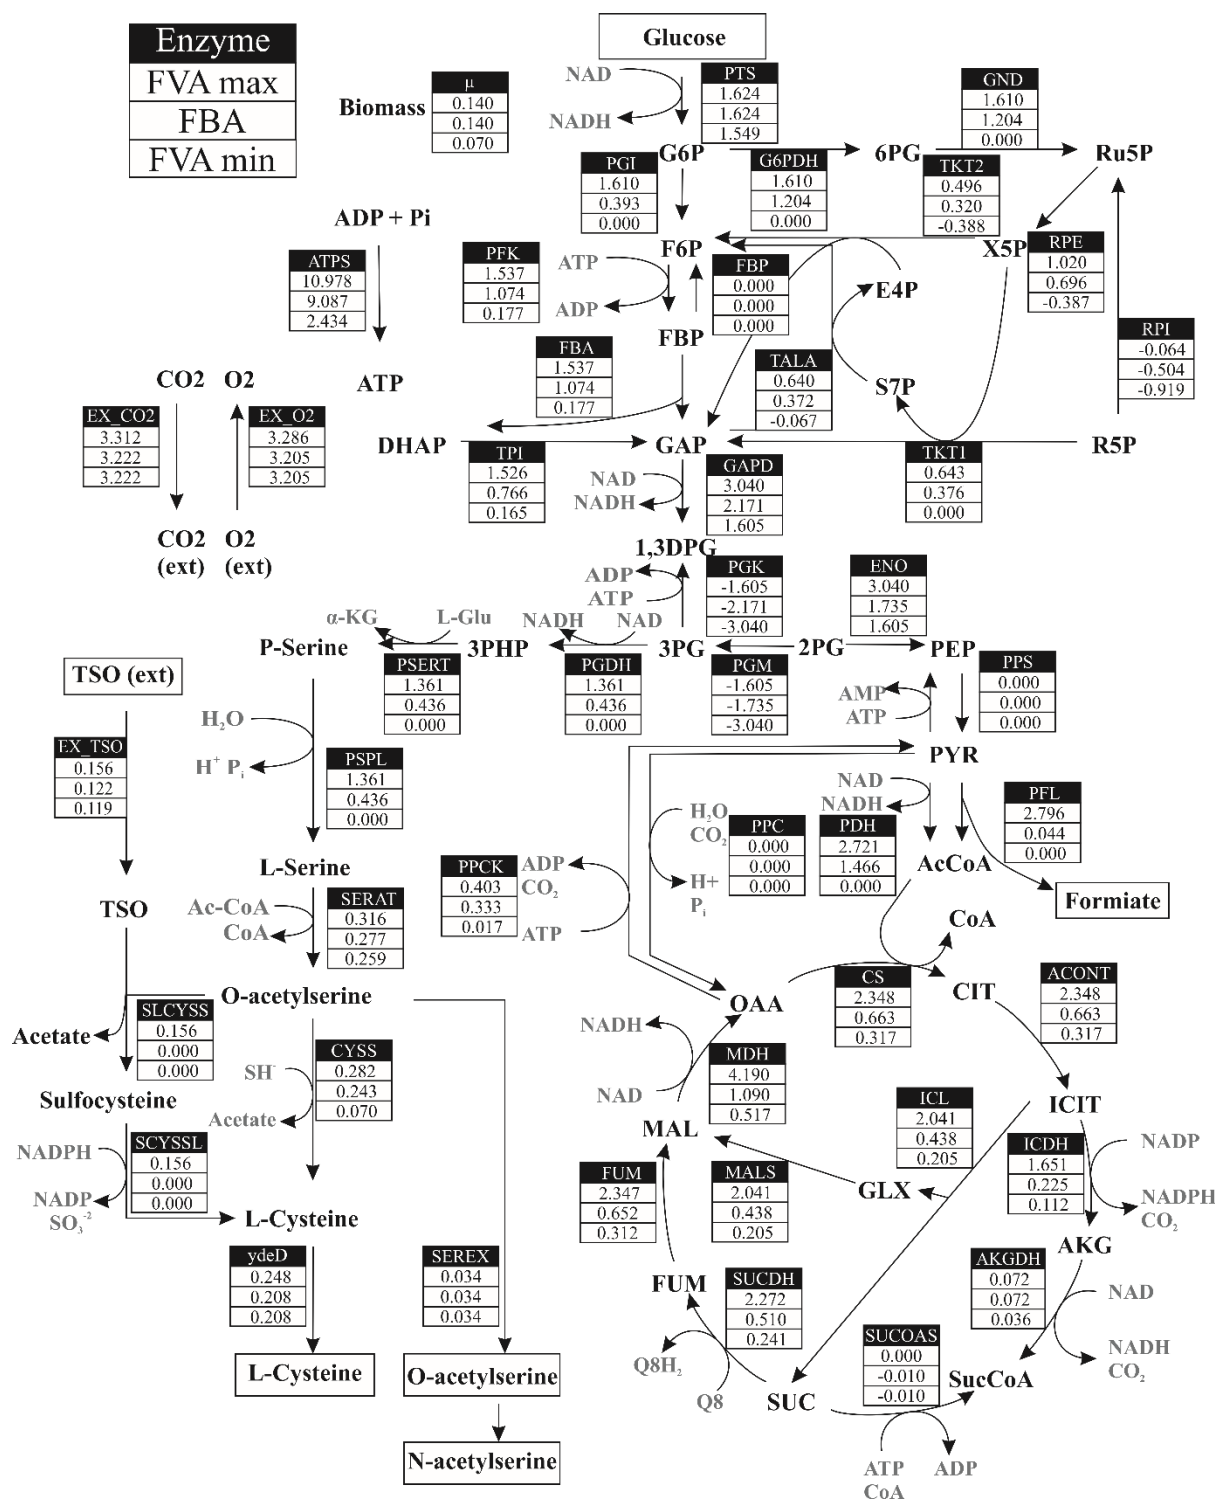 Enzyme
FVA max
FBA
FVA min
Glucose
Biomass
μ
0.140
0.140
0.070
NAD
NADH
PTS
1.624
1.624
1.549
GND
1.610
1.204
0.000
G6P
6PG
Ru5P
PGI
1.610
0.393
0.000
G6PDH
1.610
1.204
0.000
TKT2
0.496
0.320
-0.388
ADP + Pi
ATPS
10.978
9.087
2.434
ATP
PFK
1.537
1.074
0.177
ATP
ADP
F6P
FBP
0.000
0.000
0.000
X5P
RPE
1.020
0.696
-0.387
E4P
RPI
-0.064
-0.504
-0.919
FBP
FBA
1.537
1.074
0.177
TALA
0.640
0.372
-0.067
S7P
CO2
O2
EX_CO2
3.312
3.222
3.222
EX_O2
3.286
3.205
3.205
CO2
(ext)
O2
(ext)
DHAP
TPI
1.526
0.766
0.165
GAP
R5P
NAD
NADH
GAPD
3.040
2.171
1.605
TKT1
0.643
0.376
0.000
1,3DPG
ADP
ATP
PGK
-1.605
-2.171
-3.040
ENO
3.040
1.735
1.605
α-KG
L-Glu
NADH
NAD
P-Serine
3PHP
3PG
2PG
PEP
PSERT
1.361
0.436
0.000
PGDH
1.361
0.436
0.000
PGM
-1.605
-1.735
-3.040
PPS
0.000
0.000
0.000
AMP
ATP
TSO (ext)
EX_TSO
0.156
0.122
0.119
H₂O
H⁺ Pᵢ
PSPL
1.361
0.436
0.000
PYR
NAD
NADH
PFL
2.796
0.044
0.000
H₂O
CO₂
H+
Pᵢ
PPC
0.000
0.000
0.000
PDH
2.721
1.466
0.000
AcCoA
Formiate
L-Serine
PPCK
0.403
0.333
0.017
ADP
CO₂
ATP
TSO
Ac-CoA
CoA
SERAT
0.316
0.277
0.259
CoA
O-acetylserine
OAA
CS
2.348
0.663
0.317
CIT
ACONT
2.348
0.663
0.317
Acetate
SLCYSS
0.156
0.000
0.000
SH⁻
Acetate
CYSS
0.282
0.243
0.070
NADH
NAD
MDH
4.190
1.090
0.517
Sulfocysteine
ICIT
ICL
2.041
0.438
0.205
MAL
NADPH
NADP
SO₃⁻²
SCYSSL
0.156
0.000
0.000
ICDH
1.651
0.225
0.112
NADP
NADPH
CO₂
FUM
2.347
0.652
0.312
MALS
2.041
0.438
0.205
GLX
L-Cysteine
AKG
ydeD
0.248
0.208
0.208
SEREX
0.034
0.034
0.034
FUM
SUCDH
2.272
0.510
0.241
AKGDH
0.072
0.072
0.036
NAD
NADH
CO₂
Q8H₂
Q8
SUCOAS
0.000
-0.010
-0.010
L-Cysteine
O-acetylserine
SUC
SucCoA
N-acetylserine
ATP
CoA
ADP